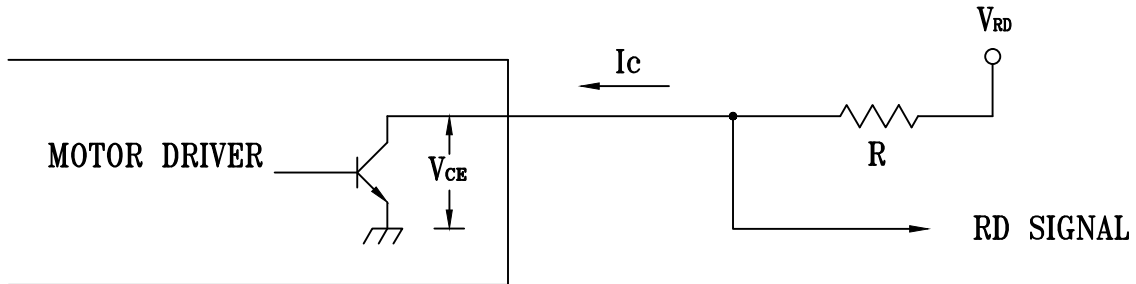 V_RD
Ic
MOTOR DRIVER
V_CE
R
RD SIGNAL